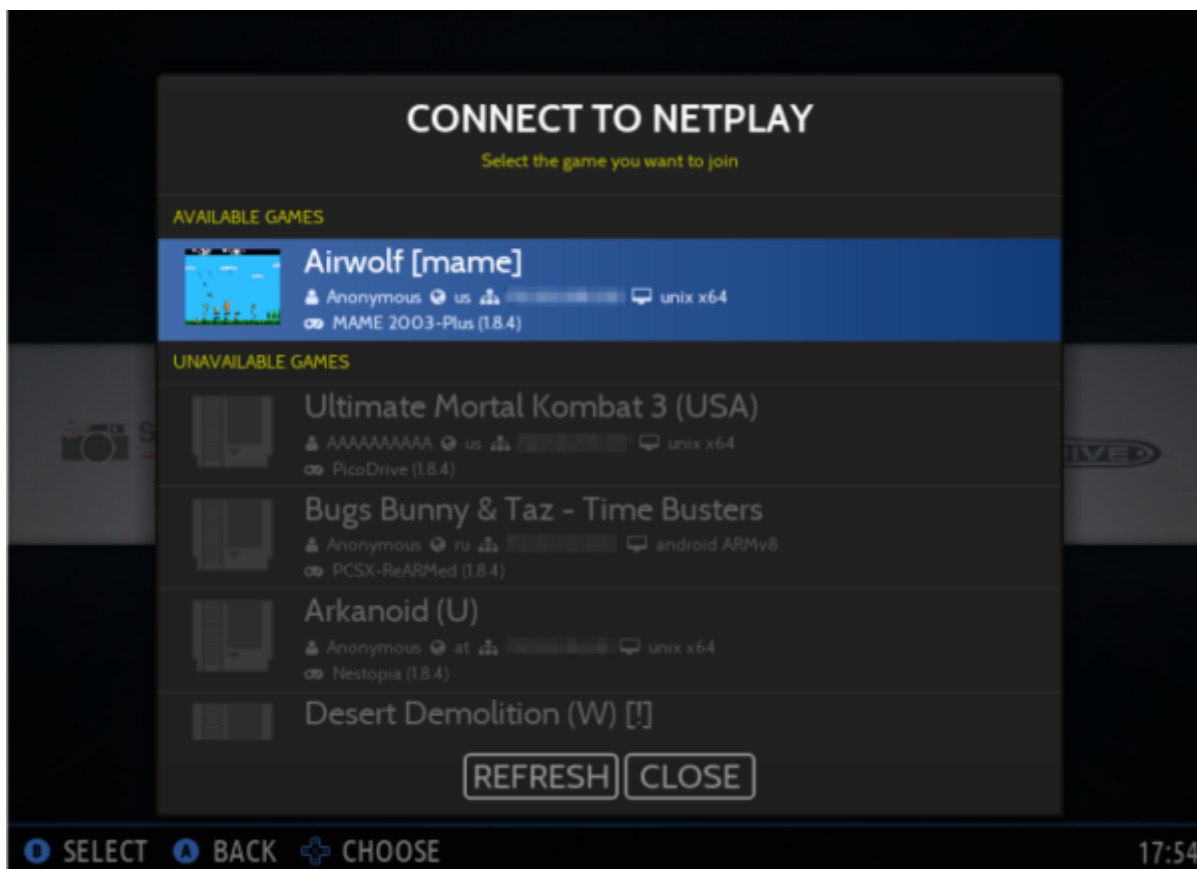 CONNECT TO NETPLAY
Select the game you want to join
AVAILABLE GAMES
Airwolf [mame]
Anonymous us unix x64
MAME 2003-Plus (1.8.4)
UNAVAILABLE GAMES
Ultimate Mortal Kombat 3 (USA)
AAAAAAAAAA us unix x64
PicoDrive (1.8.4)
Bugs Bunny & Taz - Time Busters
Anonymous ru android ARMv8
PCSX-ReARMed (1.8.4)
Arkanoid (U)
Anonymous at unix x64
Nestopia (1.8.4)
Desert Demolition (W) [!]
REFRESH CLOSE
B SELECT A BACK CHOOSE 17:54